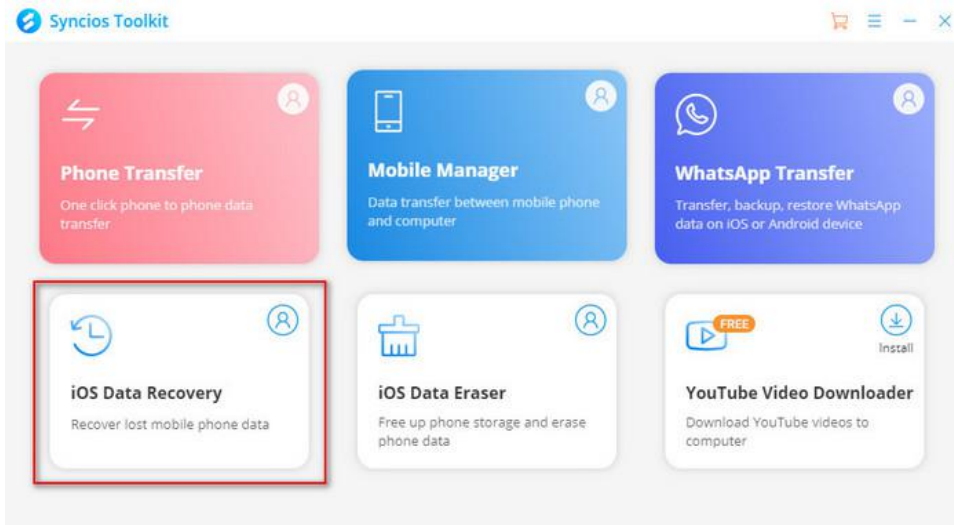 Syncios Toolkit
Phone Transfer
One click phone to phone data
transfer
Mobile Manager
Data transfer between mobile phone
and computer
WhatsApp Transfer
Transfer, backup, restore WhatsApp
data on iOS or Android device
iOS Data Recovery
Recover lost mobile phone data
iOS Data Eraser
Free up phone storage and erase
phone data
FREE
Install
YouTube Video Downloader
Download YouTube videos to
computer